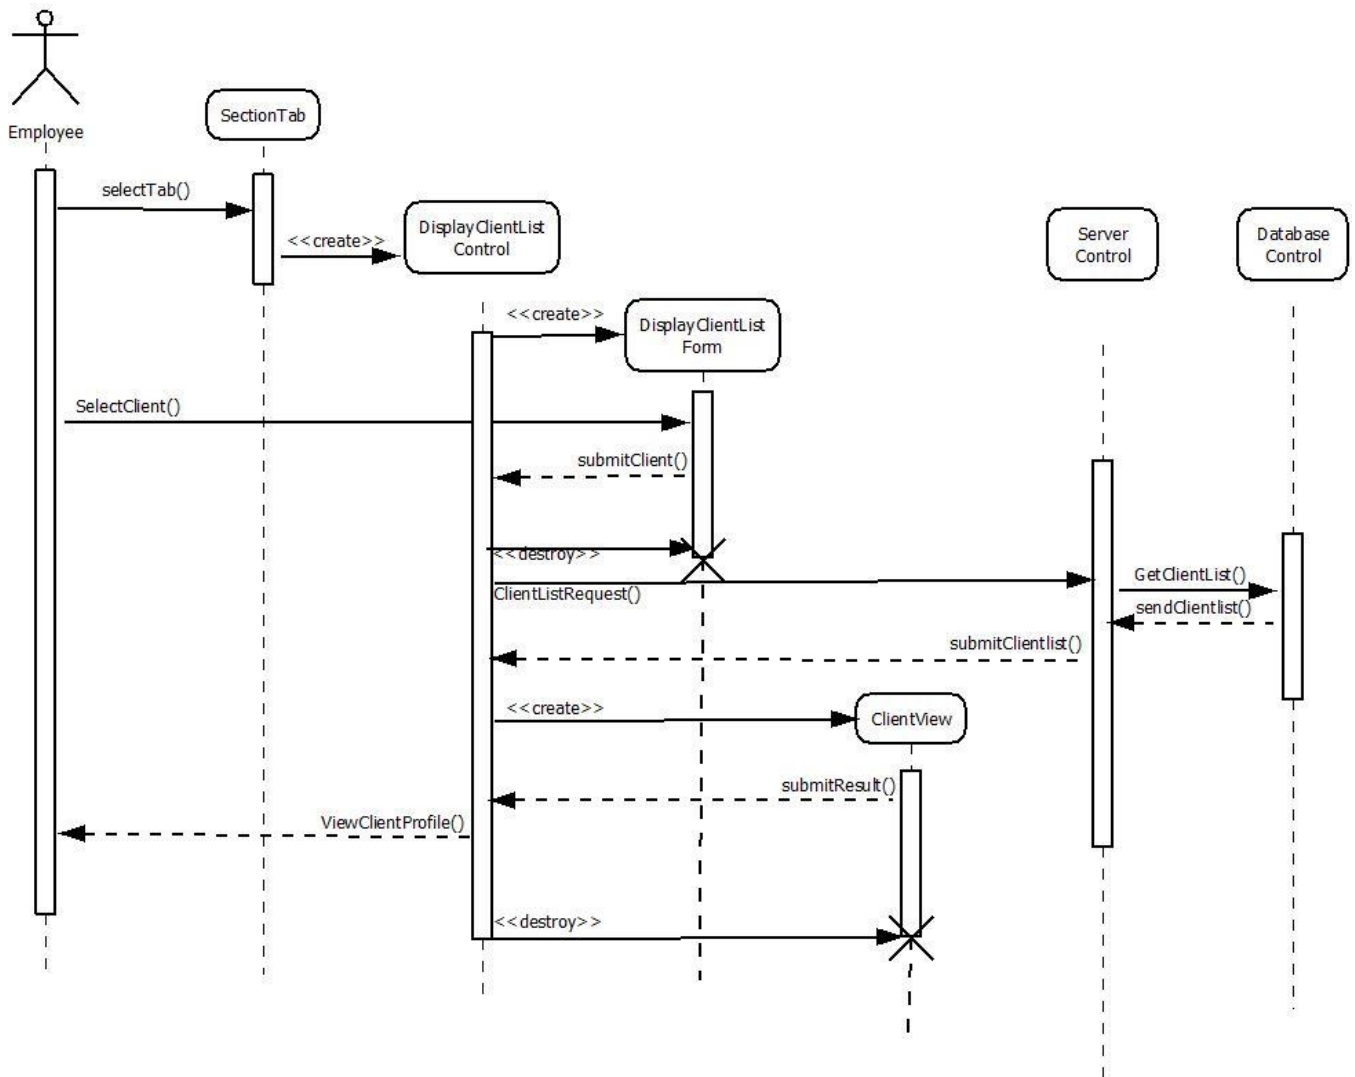 Employee
SectionTab
selectTab()
<<create>>
DisplayClientList
Control
Server
Control
Database
Control
<<create>>
DisplayClientList
Form
SelectClient()
submitClient()
<<destroy>>
ClientListRequest()
GetClientList()
sendClientlist()
submitClientlist()
<<create>>
ClientView
submitResult()
ViewClientProfile()
<<destroy>>